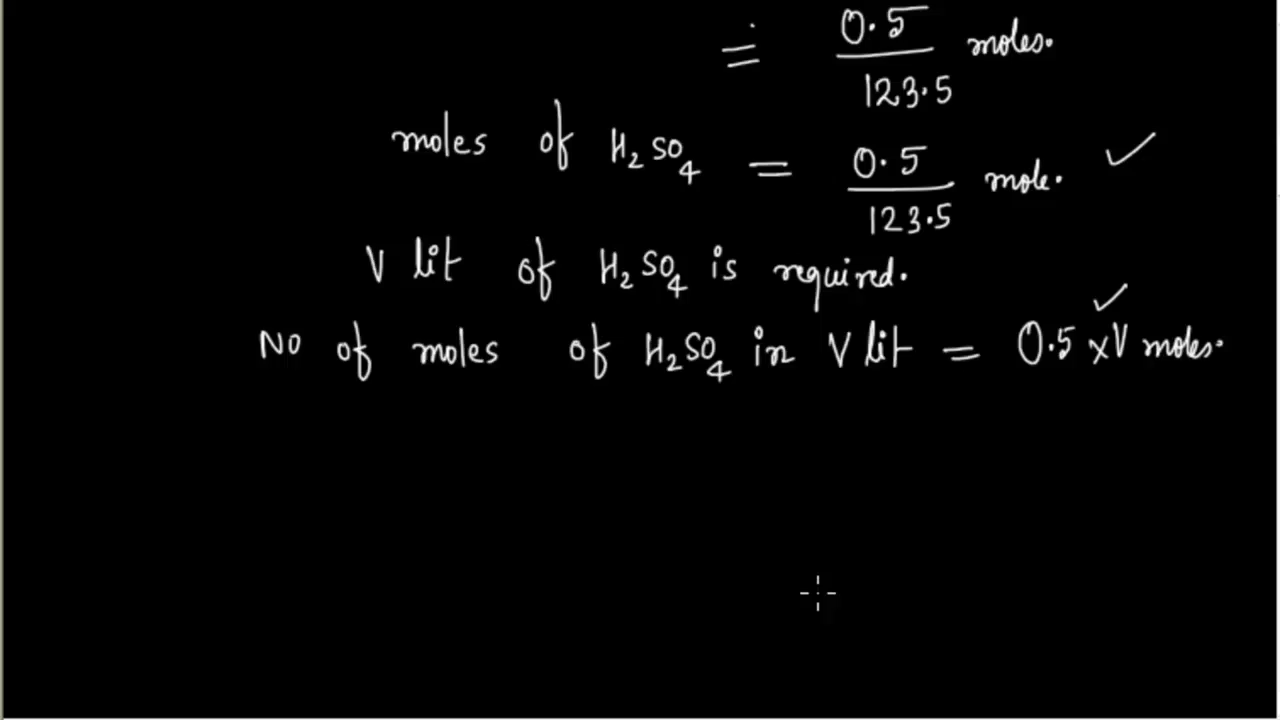 = 0.5/123.5 moles.
moles of H₂SO₄ = 0.5/123.5 mole. ✓
V lit of H₂SO₄ is required.
NO of moles of H₂SO₄ in V lit = 0.5 × V moles. ✓